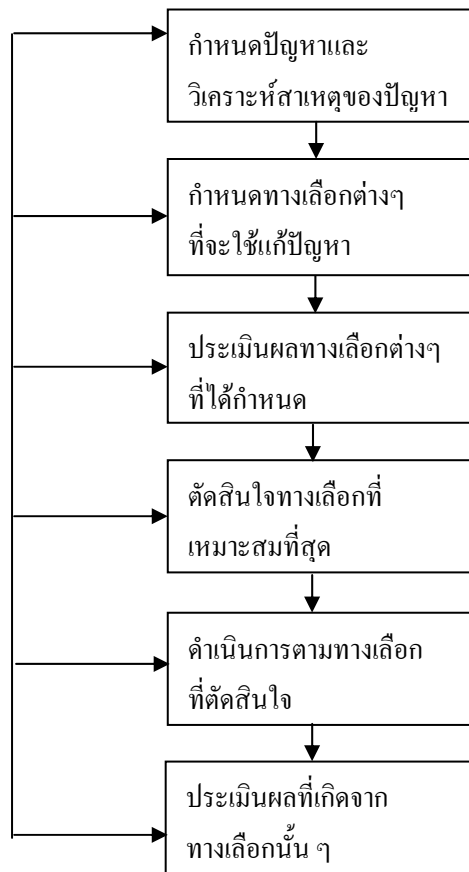 กำหนดปัญหาและ
วิเคราะห์สาเหตุของปัญหา
กำหนดทางเลือกต่างๆ
ที่จะใช้แก้ปัญหา
ประเมินผลทางเลือกต่างๆ
ที่ได้กำหนด
ตัดสินใจทางเลือกที่
เหมาะสมที่สุด
ดำเนินการตามทางเลือก
ที่ตัดสินใจ
ประเมินผลที่เกิดจาก
ทางเลือกนั้น ๆ